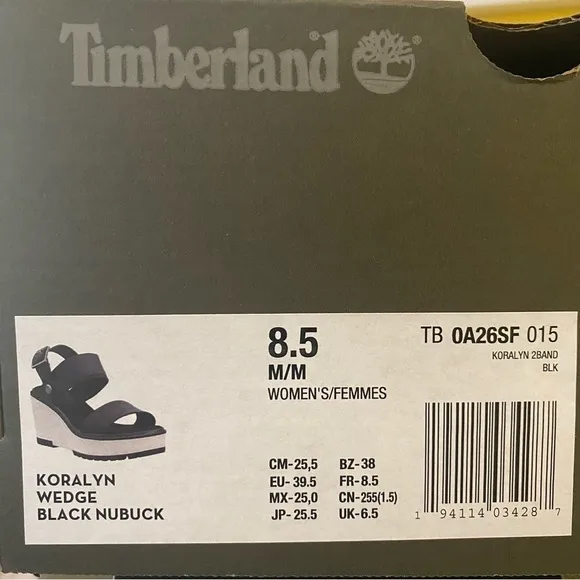 Timberland®
8.5
M/M
WOMEN'S/FEMMES
TB 0A26SF 015
KORALYN 2BAND
BLK
KORALYN
WEDGE
BLACK NUBUCK
CM-25,5 BZ-38
EU-39.5 FR-8.5
MX-25,0 CN-255(1.5)
JP-25.5 UK-6.5
1 94114 03428 7